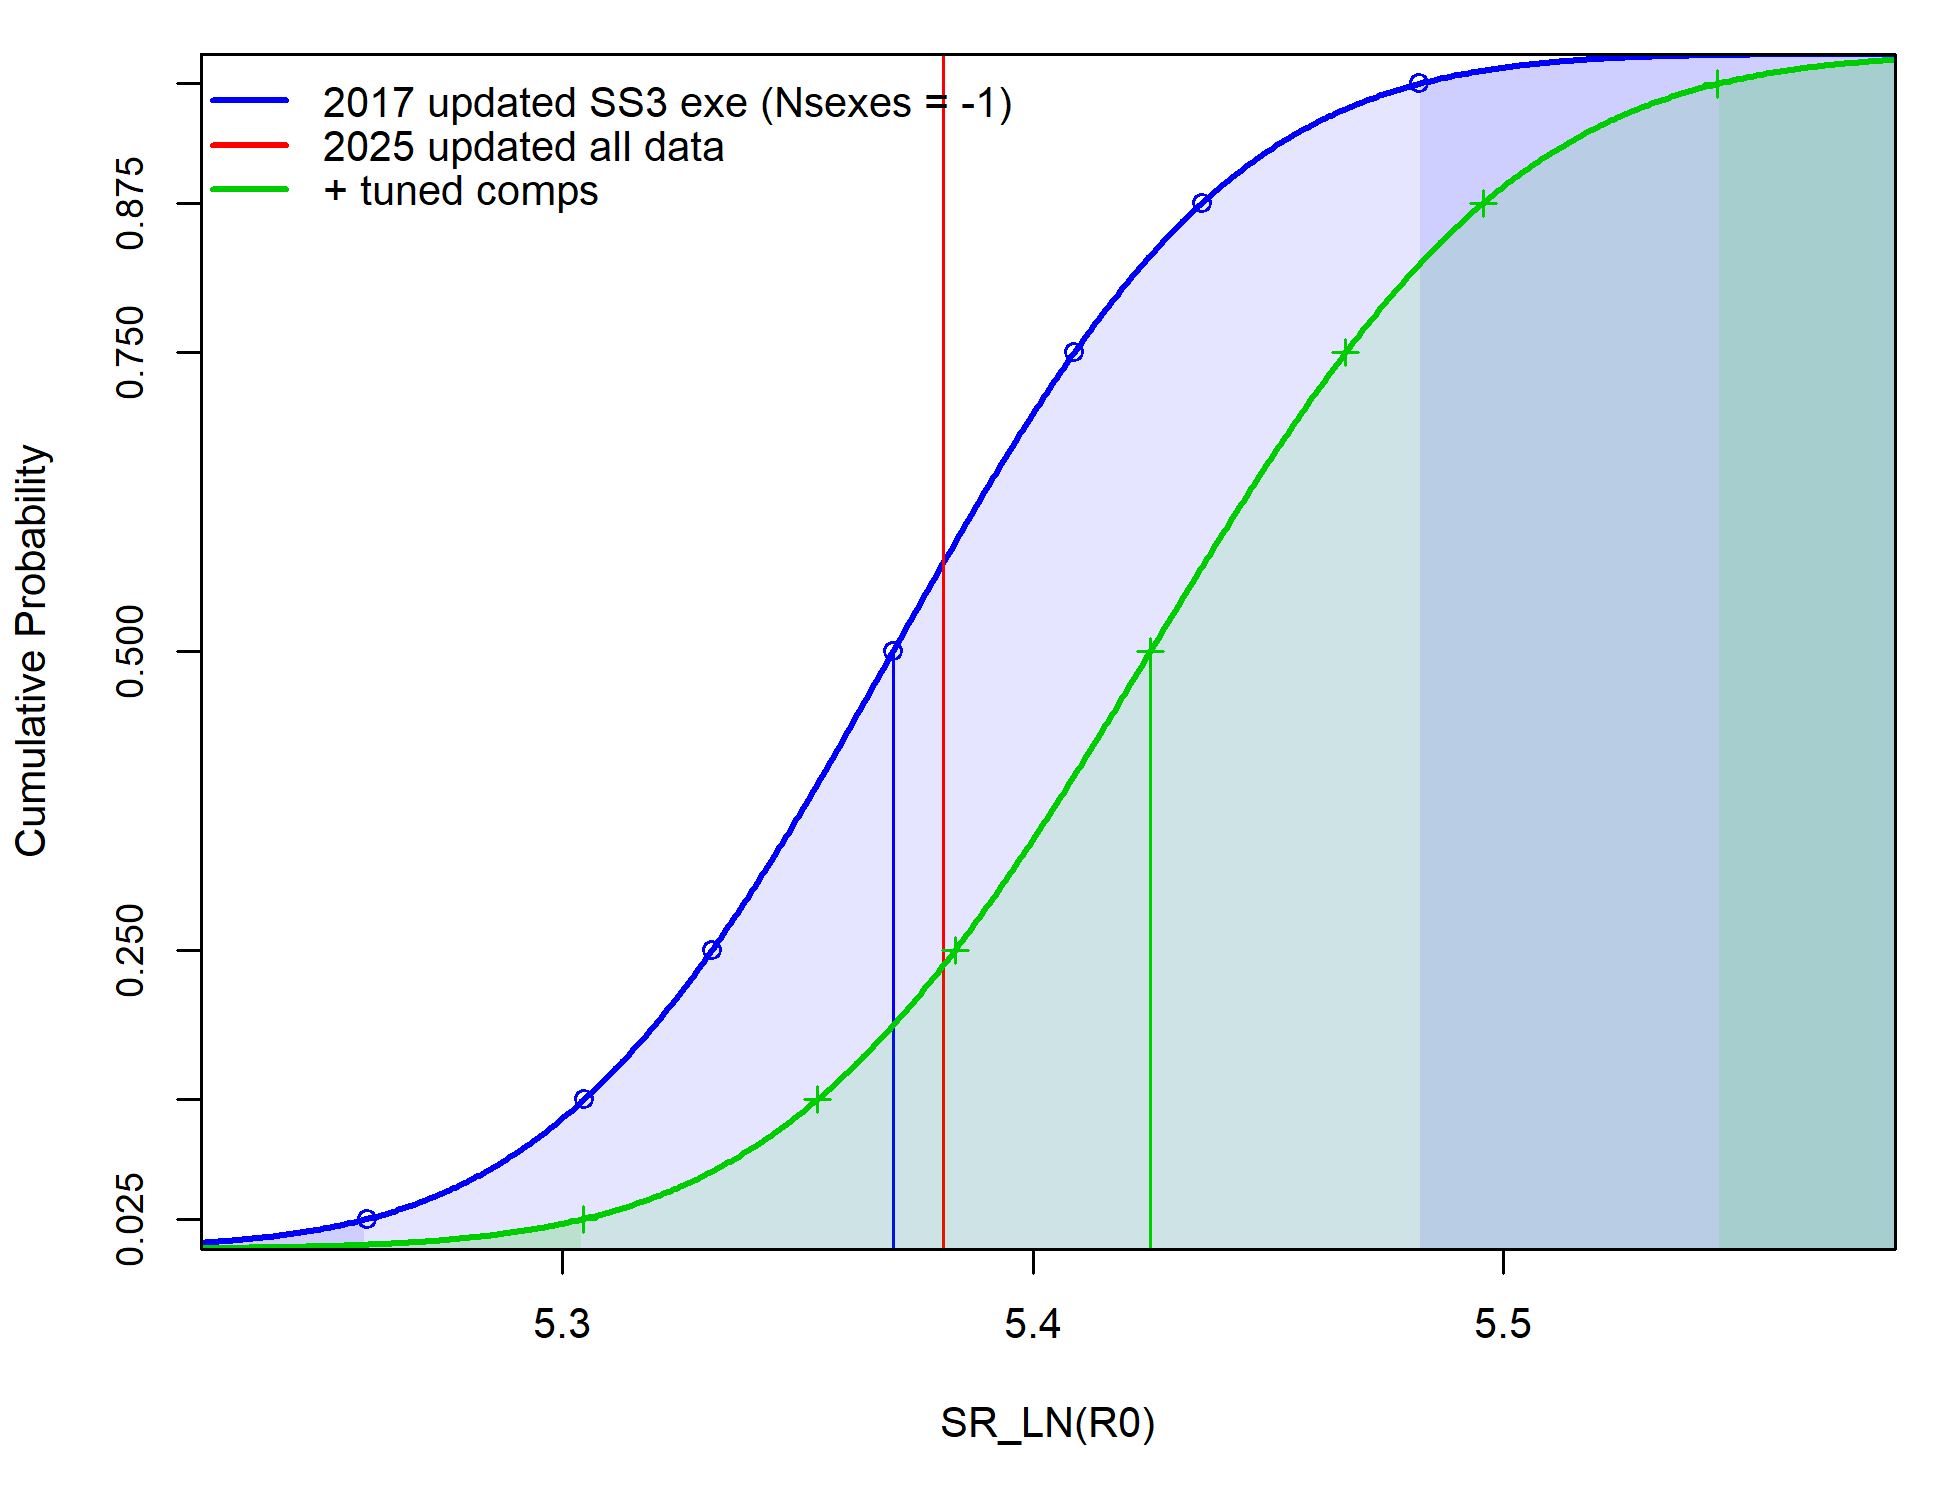 2017 updated SS3 exe (Nsexes = -1)
2025 updated all data
+ tuned comps
Cumulative Probability
0.875
0.750
0.500
0.250
0.025
5.3 5.4 5.5
SR_LN(R0)